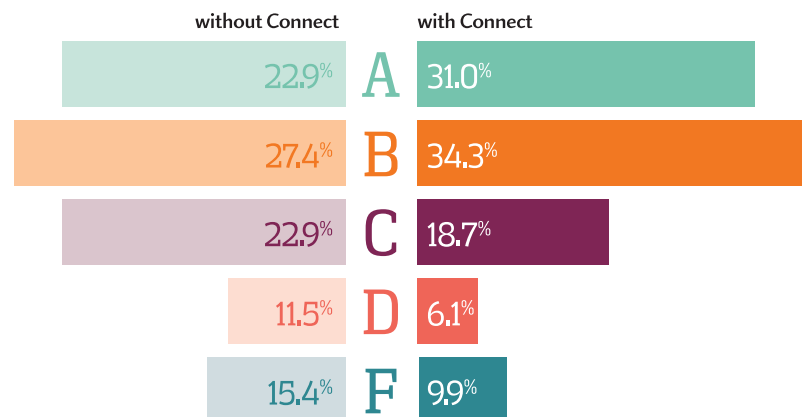 without Connect with Connect
22.9% A 31.0%
27.4% B 34.3%
22.9% C 18.7%
11.5% D 6.1%
15.4% F 9.9%